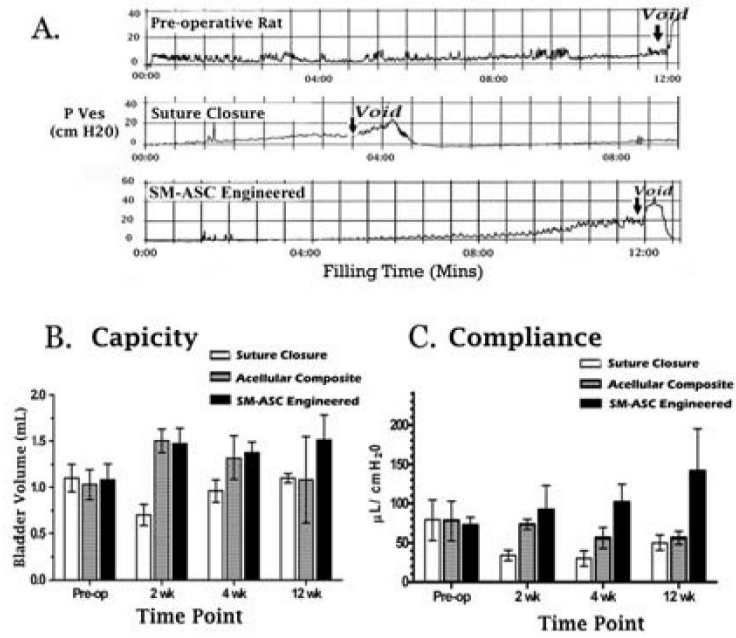 A.
Pre-operative Rat
Void
40
20
0
00:00 04:00 08:00 12:00
P Ves
(cm H20)
Suture Closure
Void
40
20
0
00:00 04:00 08:00
SM-ASC Engineered
Void
60
40
20
0
00:00 04:00 08:00 12:00
Filling Time (Mins)
B. Capicity
Suture Closure
Acellular Composite
SM-ASC Engineered
Bladder Volume (mL)
2.0
1.5
1.0
0.5
0.0
Pre-op 2 wk 4 wk 12 wk
Time Point
C. Compliance
Suture Closure
Acellular Composite
SM-ASC Engineered
µL/ cmH20
200
150
100
50
0
Pre-op 2 wk 4 wk 12 wk
Time Point